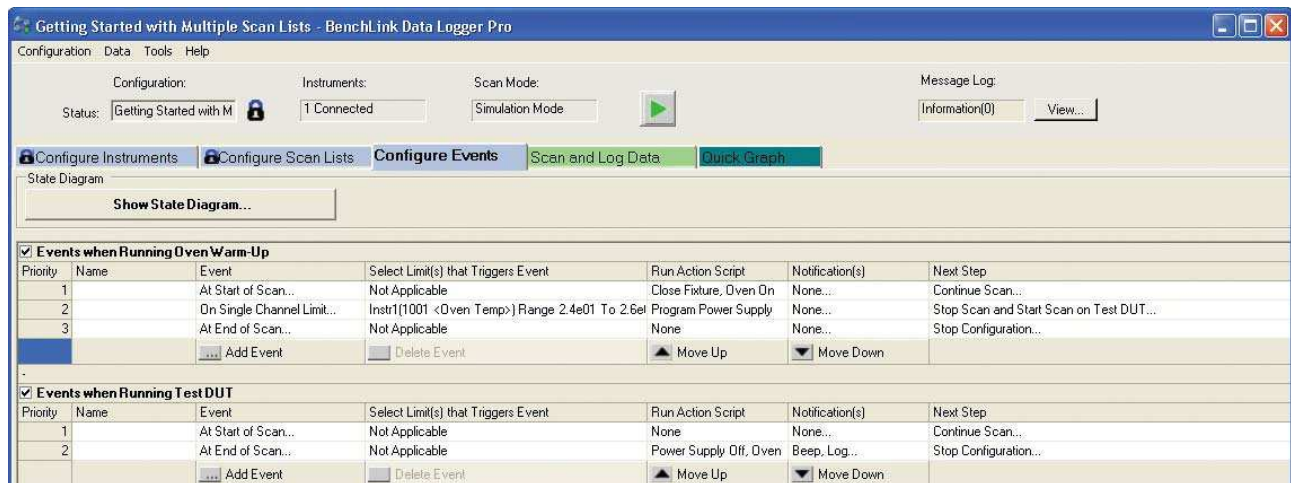 Getting Started with Multiple Scan Lists - BenchLink Data Logger Pro
Configuration Data Tools Help
Configuration: Instruments: Scan Mode: Message Log:
Status: Getting Started with M 1 Connected Simulation Mode Information(0) View...
Configure Instruments Configure Scan Lists Configure Events Scan and Log Data Quick Graph
State Diagram
Show State Diagram...
Events when Running Oven Warm-Up
Priority Name Event Select Limit(s) that Triggers Event Run Action Script Notification(s) Next Step
1 At Start of Scan... Not Applicable Close Fixture, Oven On None... Continue Scan...
2 On Single Channel Limit... Instr1(1001 <Oven Temp>) Range 2.4e01 To 2.6e Program Power Supply None... Stop Scan and Start Scan on Test DUT...
3 At End of Scan... Not Applicable None None... Stop Configuration...
... Add Event Delete Event Move Up Move Down
Events when Running Test DUT
Priority Name Event Select Limit(s) that Triggers Event Run Action Script Notification(s) Next Step
1 At Start of Scan... Not Applicable None None... Continue Scan...
2 At End of Scan... Not Applicable Power Supply Off, Oven Beep, Log... Stop Configuration...
... Add Event Delete Event Move Up Move Down